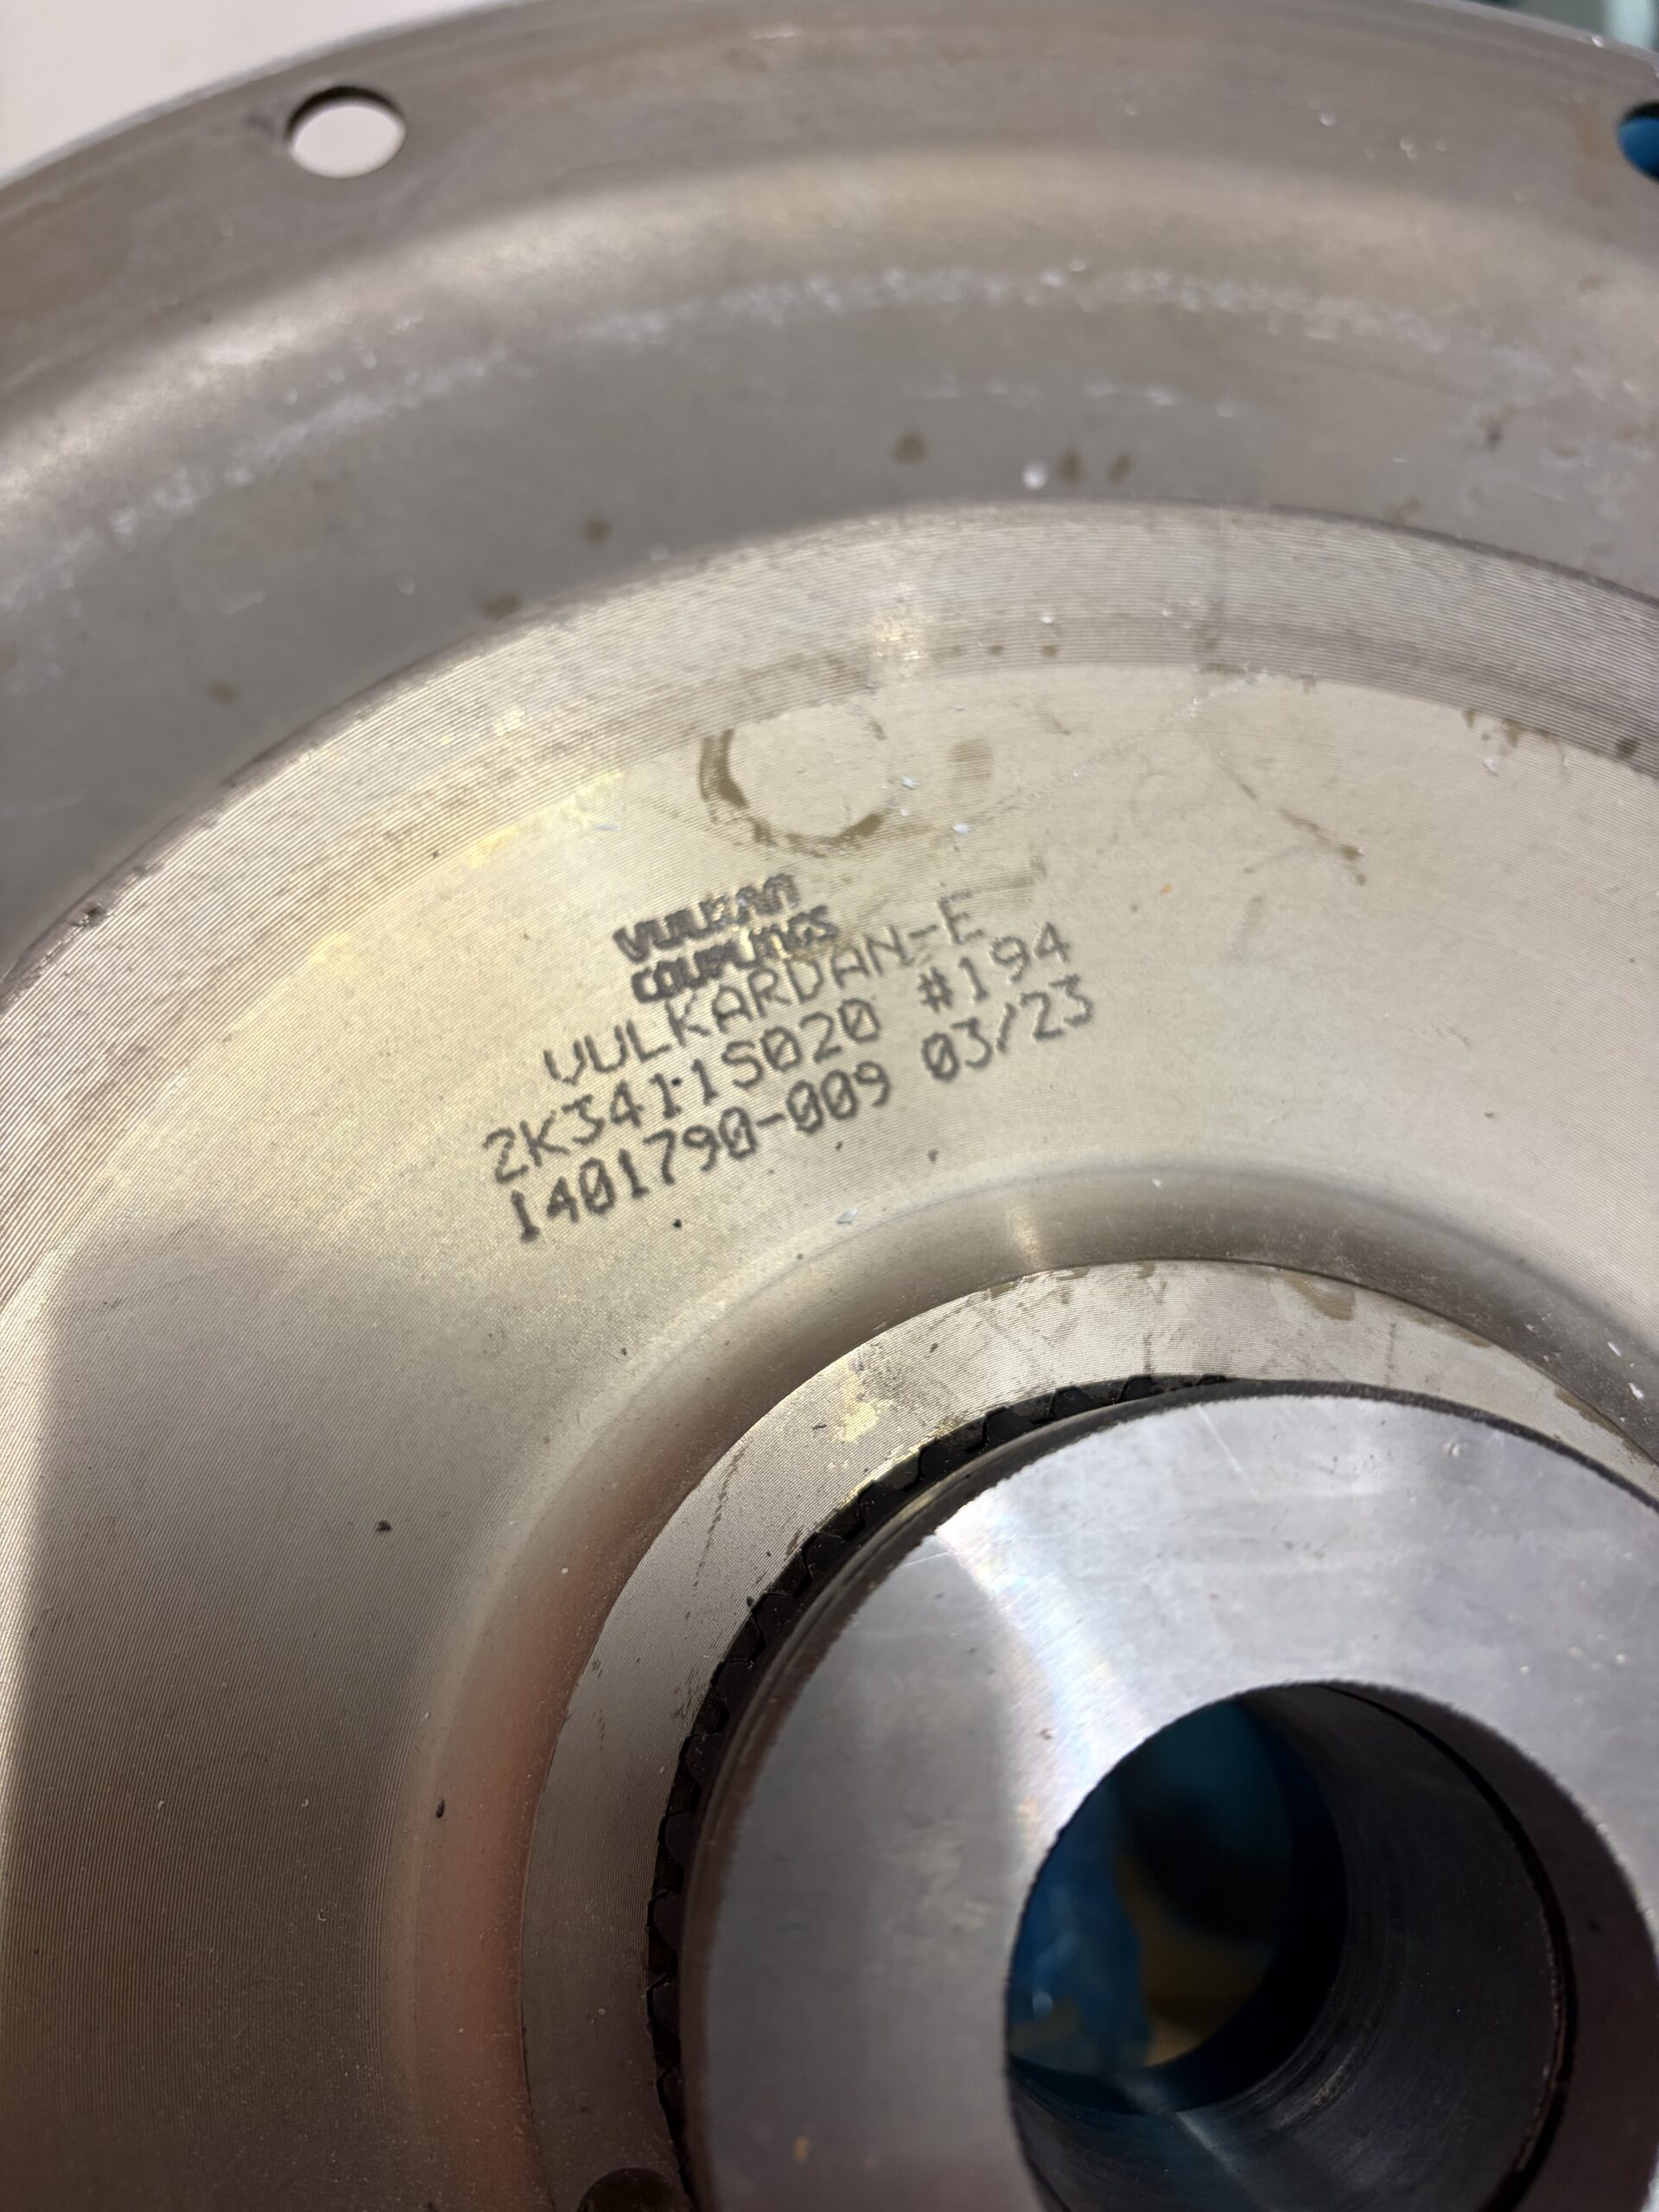 VULKAN
COUPLINGS
VULKARDAN-E
2K3411S020 #194
1401790-009 03/23